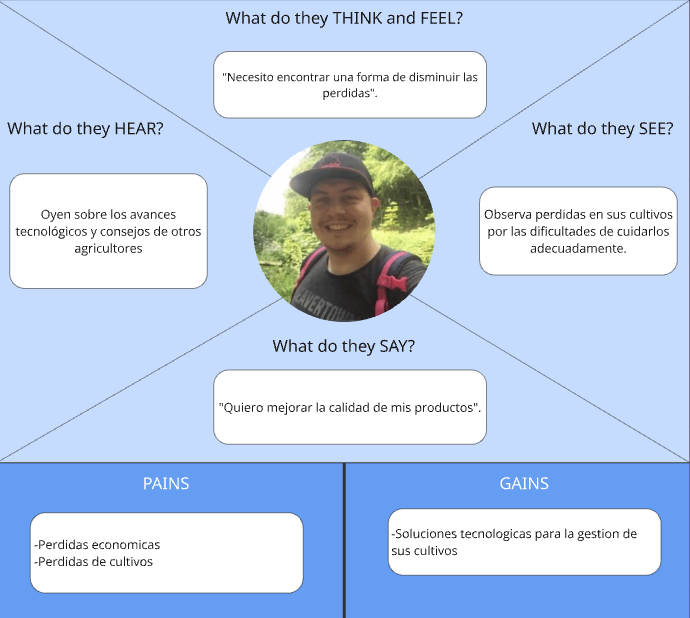 What do they THINK and FEEL?
"Necesito encontrar una forma de disminuir las
perdidas".
What do they HEAR?
What do they SEE?
Oyen sobre los avances
tecnológicos y consejos de otros
agricultores
Observa perdidas en sus cultivos
por las dificultades de cuidarlos
adecuadamente.
What do they SAY?
"Quiero mejorar la calidad de mis productos".
PAINS
-Perdidas economicas
-Perdidas de cultivos
GAINS
-Soluciones tecnologicas para la gestion de
sus cultivos